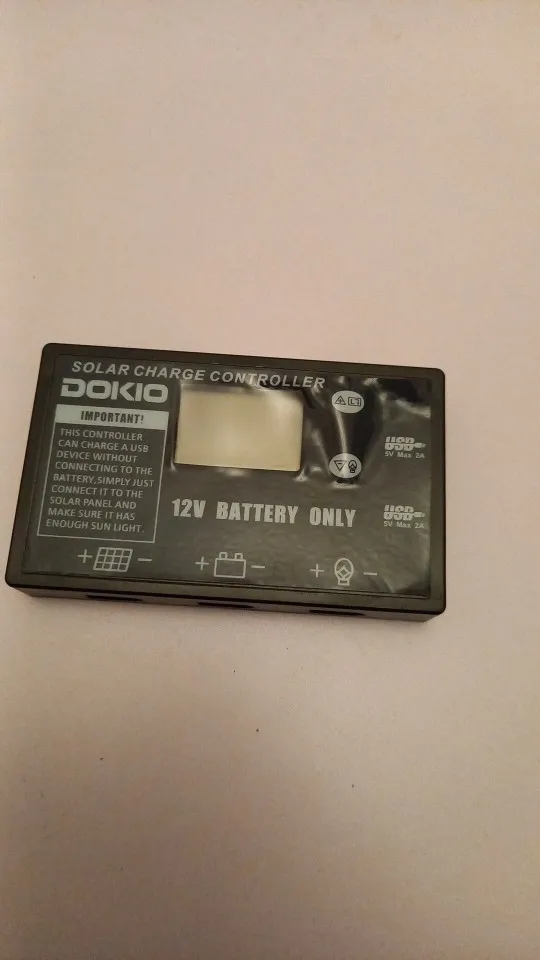 SOLAR CHARGE CONTROLLER
DOKIO
IMPORTANT!
THIS CONTROLLER
CAN CHARGE A USB
DEVICE WITHOUT
CONNECTING TO THE
BATTERY,SIMPLY JUST
CONNECT IT TO THE
SOLAR PANEL AND
MAKE SURE IT HAS
ENOUGH SUN LIGHT.
12V BATTERY ONLY
USB
5V Max 2A
USB
5V Max 2A
+ −
+ −
+ −